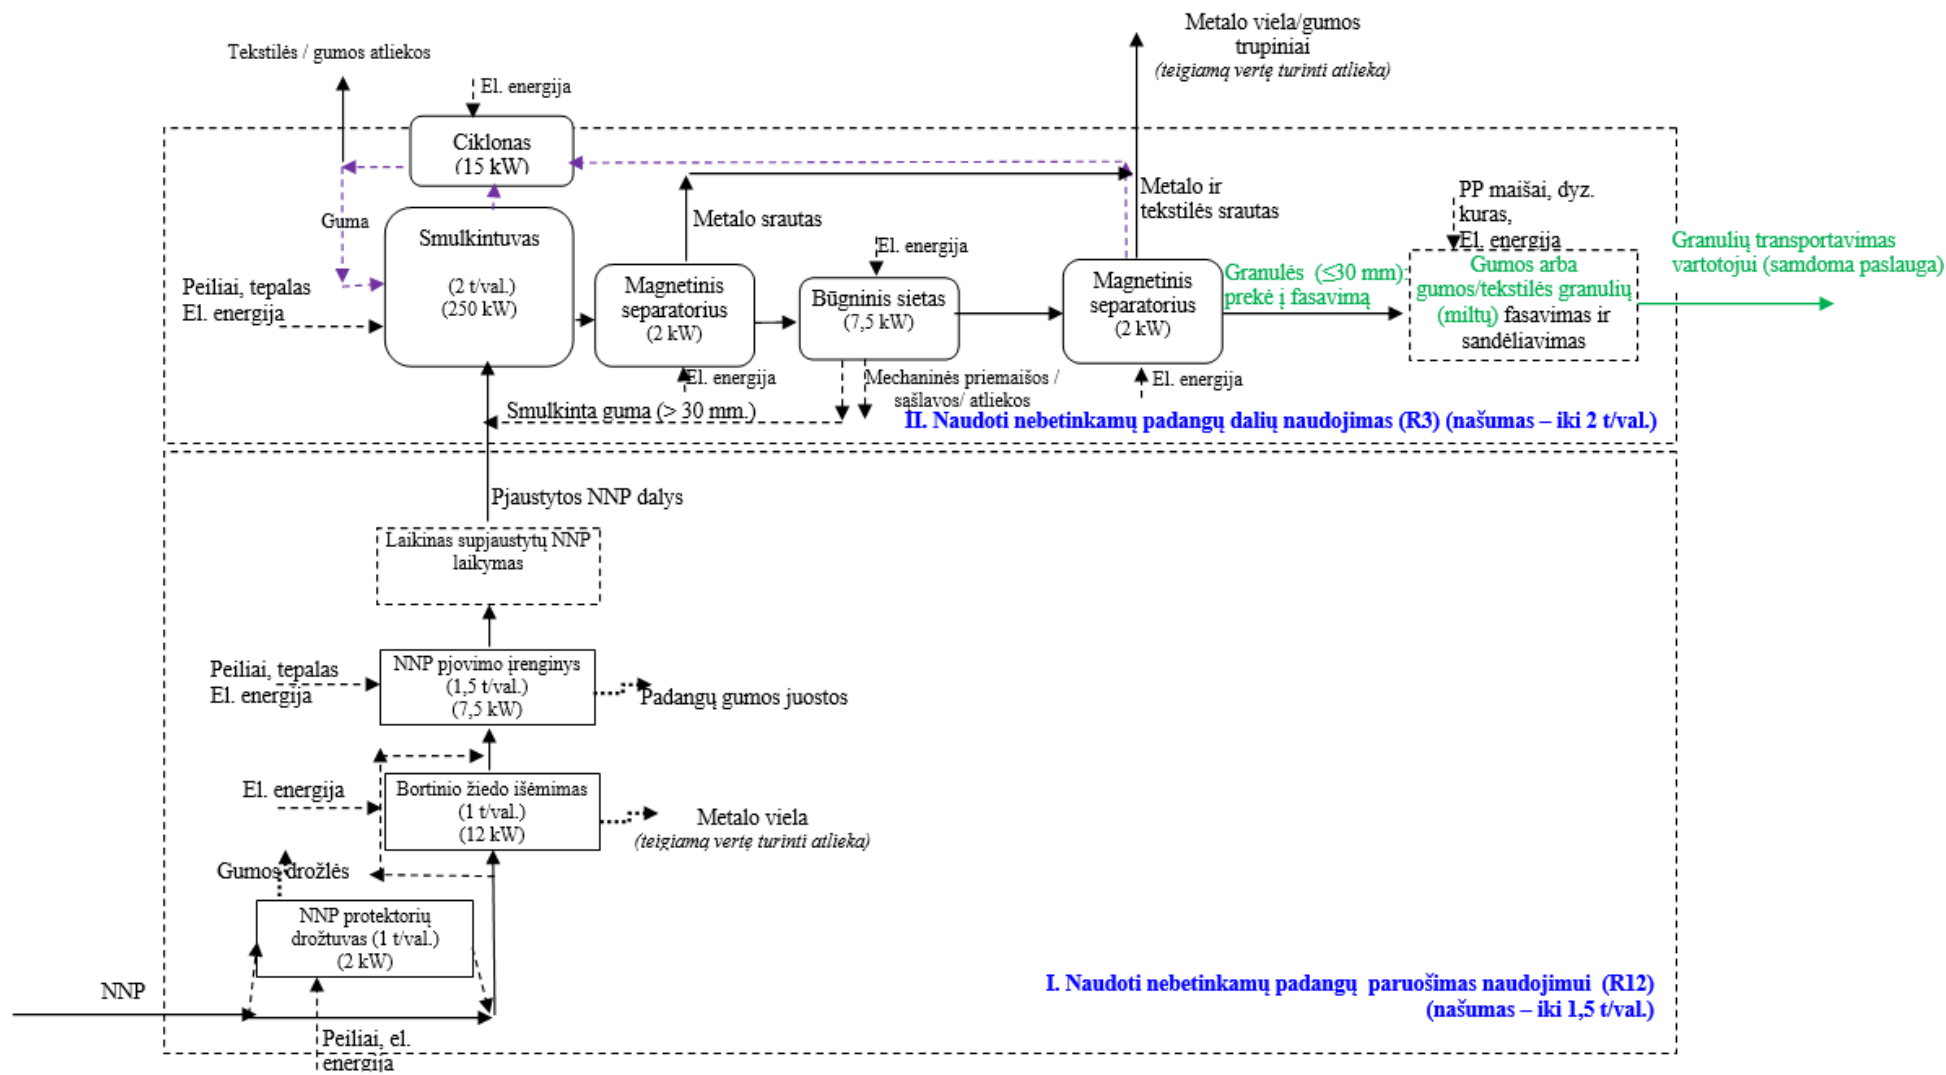 Metalo viela/gumos
trupiniai
(teigiamą vertę turinti atlieka)
Tekstilės / gumos atliekos
El. energija
Ciklonas
(15 kW)
Guma
Smulkintuvas
(2 t/val.)
(250 kW)
Peiliai, tepalas
El. energija
Metalo srautas
Magnetinis
separatorius
(2 kW)
El. energija
El. energija
Būgninis sietas
(7,5 kW)
Metalo ir
tekstilės srautas
Magnetinis
separatorius
(2 kW)
El. energija
Granulės (≤30 mm):
prekė į fasavimą
PP maišai, dyz.
kuras,
El. energija
Gumos arba
gumos/tekstilės granulių
(miltų) fasavimas ir
sandėliavimas
Granulių transportavimas
vartotojui (samdoma paslauga)
Mechaninės priemaišos /
sąšlavos/ atliekos
Smulkinta guma (> 30 mm.)
II. Naudoti nebetinkamų padangų dalių naudojimas (R3) (našumas – iki 2 t/val.)
Pjaustytos NNP dalys
Laikinas supjaustytų NNP
laikymas
Peiliai, tepalas
El. energija
NNP pjovimo įrenginys
(1,5 t/val.)
(7,5 kW)
Padangų gumos juostos
El. energija
Bortinio žiedo išėmimas
(1 t/val.)
(12 kW)
Metalo viela
(teigiamą vertę turinti atlieka)
Gumos drožlės
NNP protektorių
drožtuvas (1 t/val.)
(2 kW)
NNP
Peiliai, el.
energija
I. Naudoti nebetinkamų padangų paruošimas naudojimui (R12)
(našumas – iki 1,5 t/val.)